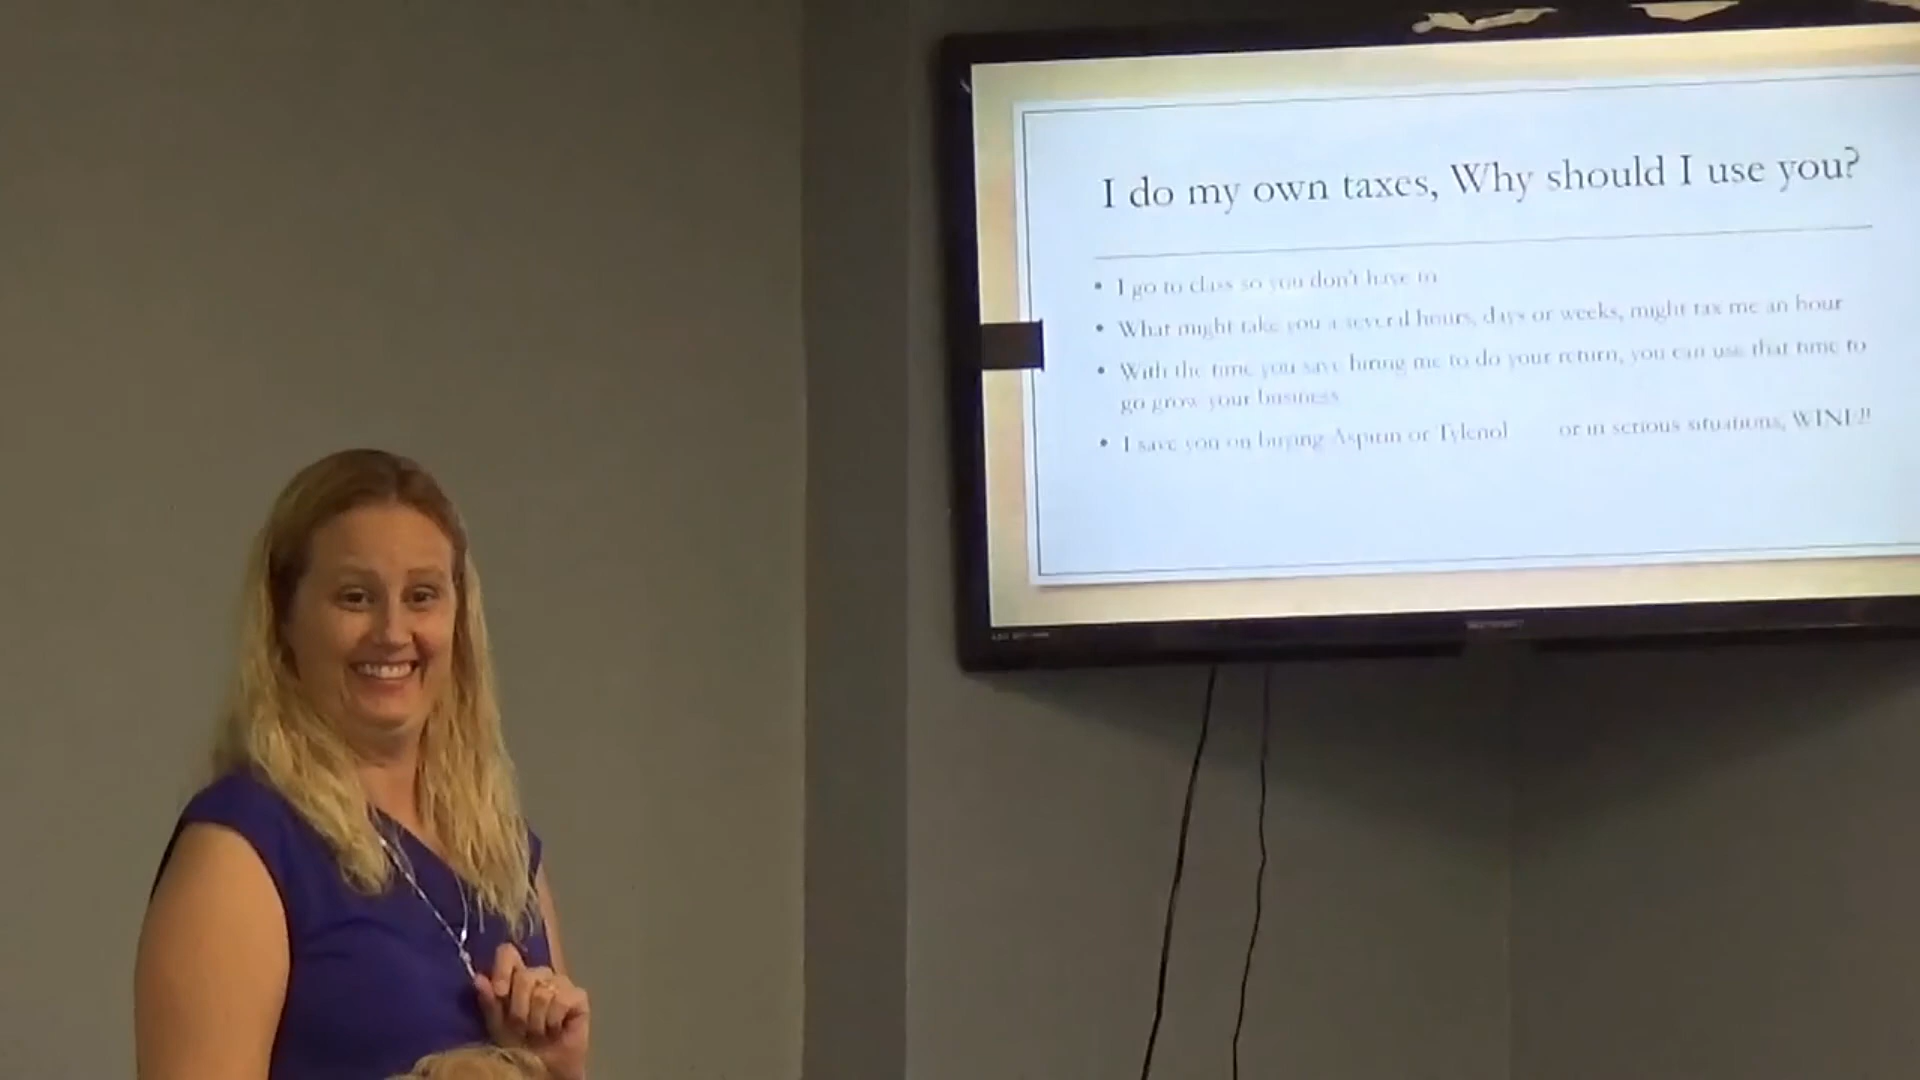 I do my own taxes, Why should I use you?
• I go to class so you don't have to
• What might take you a several hours, days or weeks, might tax me an hour
• With the time you save hiring me to do your return, you can use that time to
go grow your business
• I save you on buying Aspirin or Tylenol or in serious situations, WINE!!